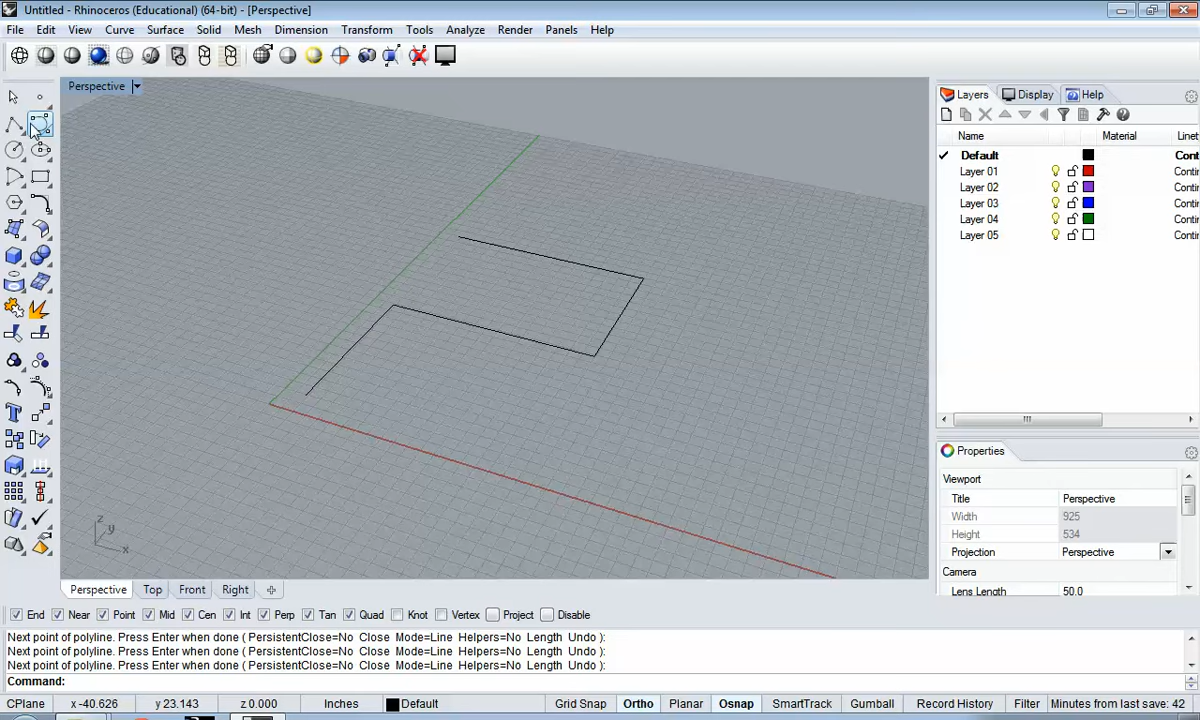 Untitled - Rhinoceros (Educational) (64-bit) - [Perspective]
File Edit View Curve Surface Solid Mesh Dimension Transform Tools Analyze Render Panels Help
Perspective
Layers Display Help
Name Material Linet
Default Conti
Layer 01 Conti
Layer 02 Conti
Layer 03 Conti
Layer 04 Conti
Layer 05 Conti
Properties
Viewport
Title Perspective
Width 925
Height 534
Projection Perspective
Camera
Lens Length 50.0
z
y
x
Perspective Top Front Right
End Near Point Mid Cen Int Perp Tan Quad Knot Vertex Project Disable
Next point of polyline. Press Enter when done ( PersistentClose=No Close Mode=Line Helpers=No Length Undo ):
Next point of polyline. Press Enter when done ( PersistentClose=No Close Mode=Line Helpers=No Length Undo ):
Next point of polyline. Press Enter when done ( PersistentClose=No Close Mode=Line Helpers=No Length Undo ):
Command:
CPlane x -40.626 y 23.143 z 0.000 Inches Default Grid Snap Ortho Planar Osnap SmartTrack Gumball Record History Filter Minutes from last save: 42